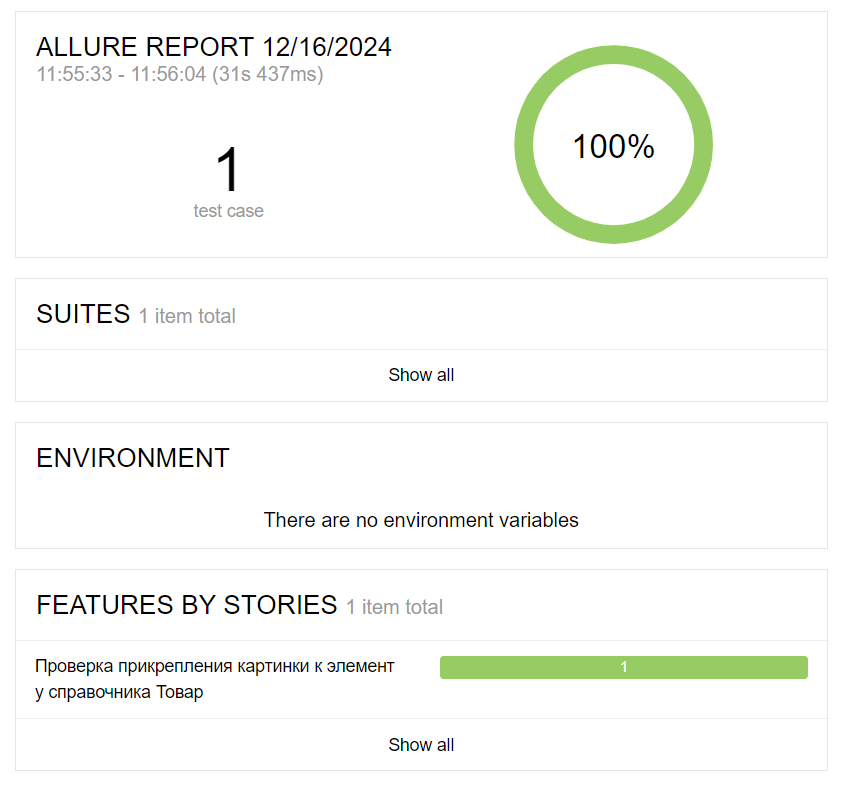 ALLURE REPORT 12/16/2024
11:55:33 - 11:56:04 (31s 437ms)
1
test case
100%
SUITES 1 item total
Show all
ENVIRONMENT
There are no environment variables
FEATURES BY STORIES 1 item total
Проверка прикрепления картинки к элемент
у справочника Товар
1
Show all